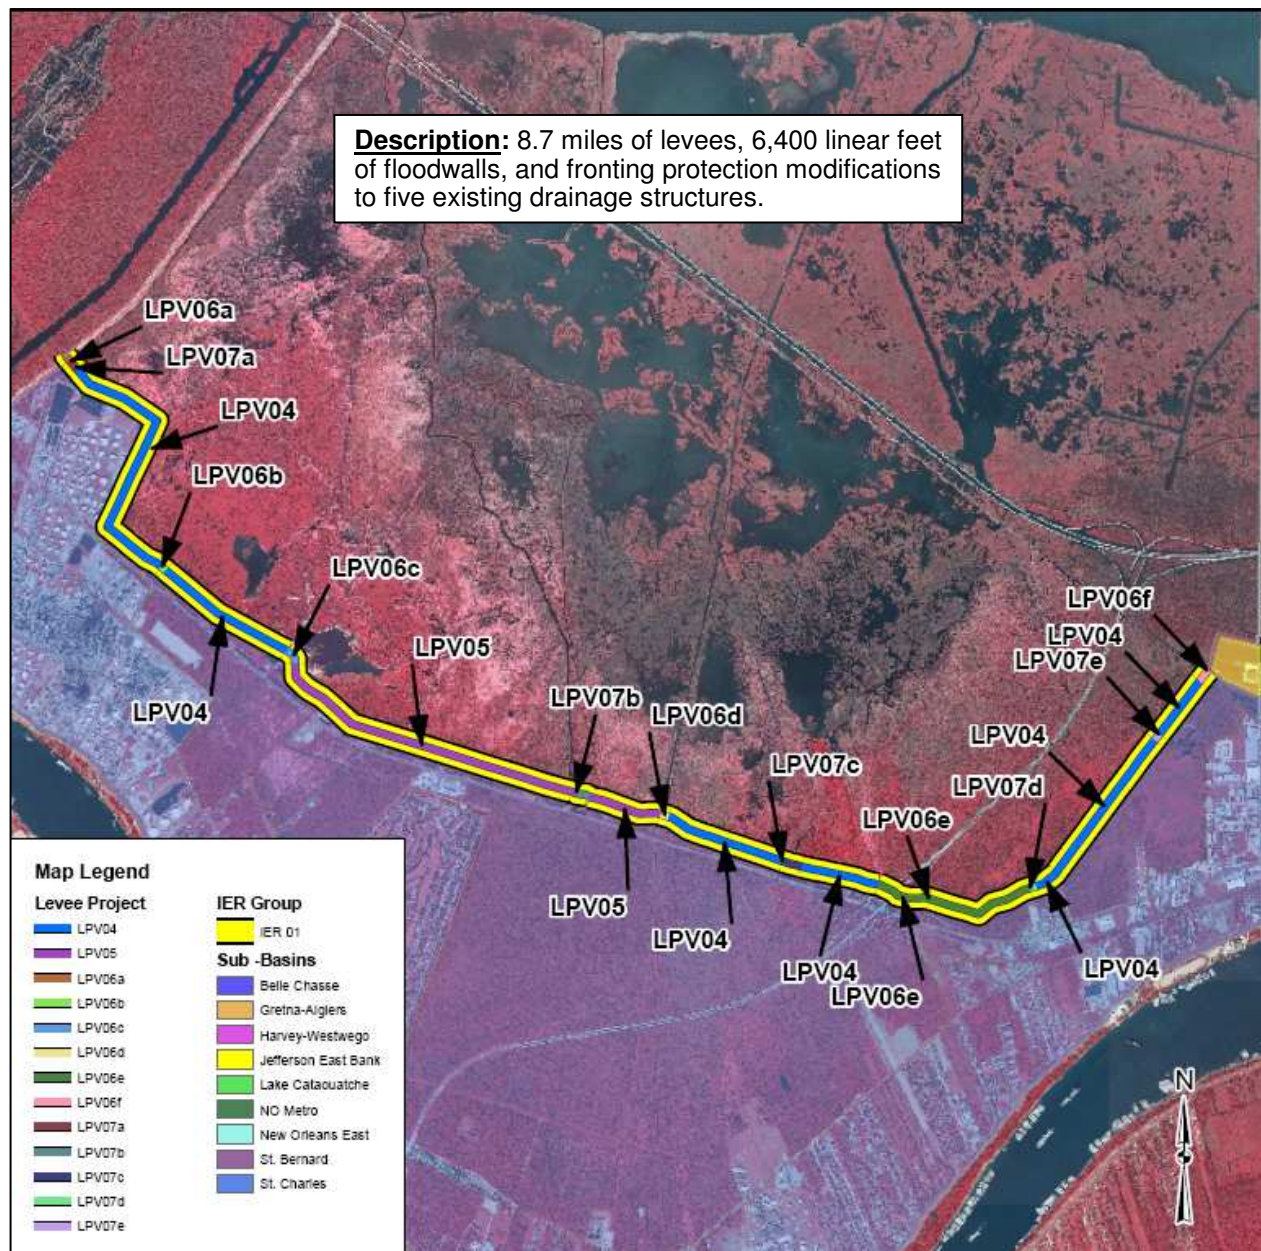 Description: 8.7 miles of levees, 6,400 linear feet
of floodwalls, and fronting protection modifications
to five existing drainage structures.
LPV06a
LPV07a
LPV04
LPV06b
LPV06c
LPV04
LPV05
LPV07b
LPV06d
LPV05
LPV04
LPV07c
LPV04
LPV06e
LPV06e
LPV07d
LPV04
LPV04
LPV07e
LPV04
LPV06f
Map Legend
Levee Project
LPV04
LPV05
LPV06a
LPV06b
LPV06c
LPV06d
LPV06e
LPV06f
LPV07a
LPV07b
LPV07c
LPV07d
LPV07e
IER Group
IER 01
Sub -Basins
Belle Chasse
Gretna-Algiers
Harvey-Westwego
Jefferson East Bank
Lake Cataouatche
NO Metro
New Orleans East
St. Bernard
St. Charles
N